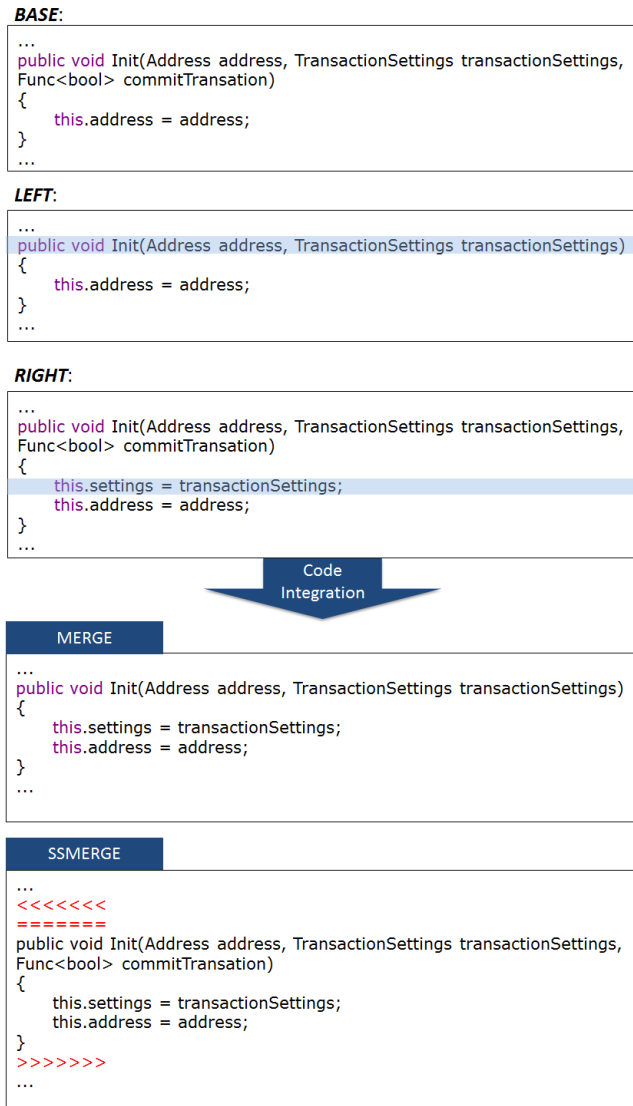 BASE:
...
public void Init(Address address, TransactionSettings transactionSettings,
Func<bool> commitTransation)
{
this.address = address;
}
...
LEFT:
...
public void Init(Address address, TransactionSettings transactionSettings)
{
this.address = address;
}
...
RIGHT:
...
public void Init(Address address, TransactionSettings transactionSettings,
Func<bool> commitTransation)
{
this.settings = transactionSettings;
this.address = address;
}
...
Code
Integration
MERGE
...
public void Init(Address address, TransactionSettings transactionSettings)
{
this.settings = transactionSettings;
this.address = address;
}
...
SSMERGE
...
<<<<<<<
=======
public void Init(Address address, TransactionSettings transactionSettings,
Func<bool> commitTransation)
{
this.settings = transactionSettings;
this.address = address;
}
>>>>>>>
...